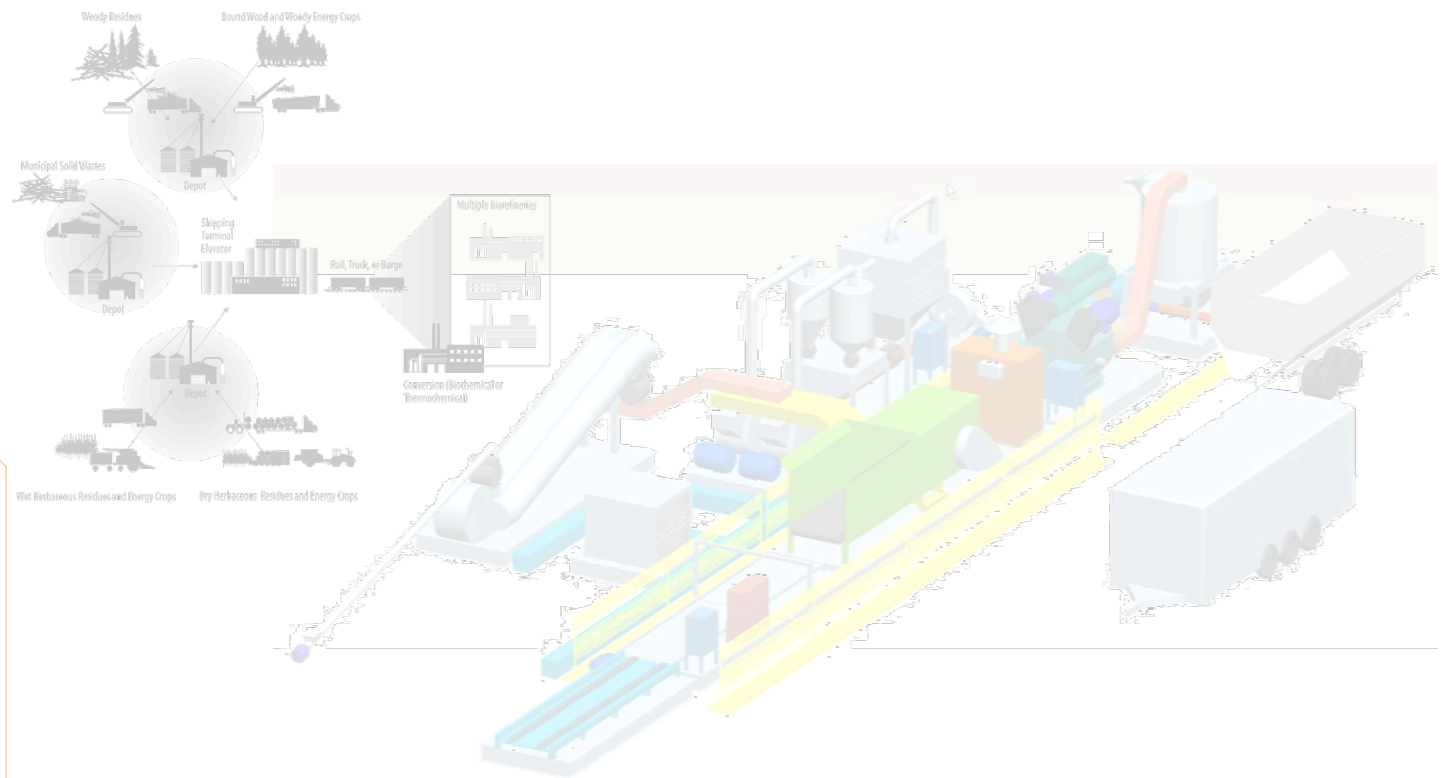 Woody Residues
Round Wood and Woody Energy Crops
Municipal Solid Wastes
Depot
Shipping
Terminal
Elevator
Multiple Biorefineries
Rail, Truck, or Barge
Depot
Depot
Conversion (Biochemical or
Thermochemical)
Wet Herbaceous Residues and Energy Crops
Dry Herbaceous Residues and Energy Crops